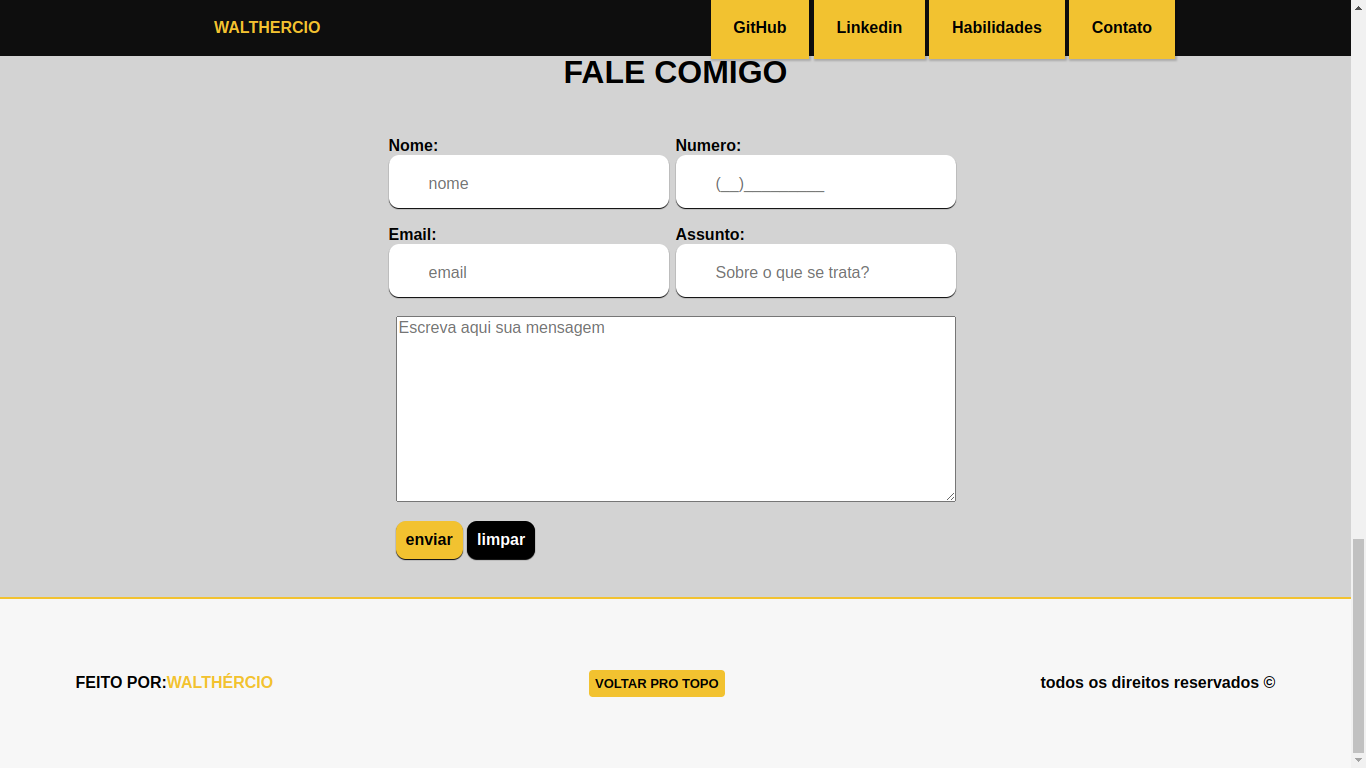 WALTHERCIO GitHub Linkedin Habilidades Contato
FALE COMIGO
Nome: Numero:
nome (__)_________
Email: Assunto:
email Sobre o que se trata?
Escreva aqui sua mensagem
enviar limpar
FEITO POR:WALTHÉRCIO VOLTAR PRO TOPO todos os direitos reservados ©